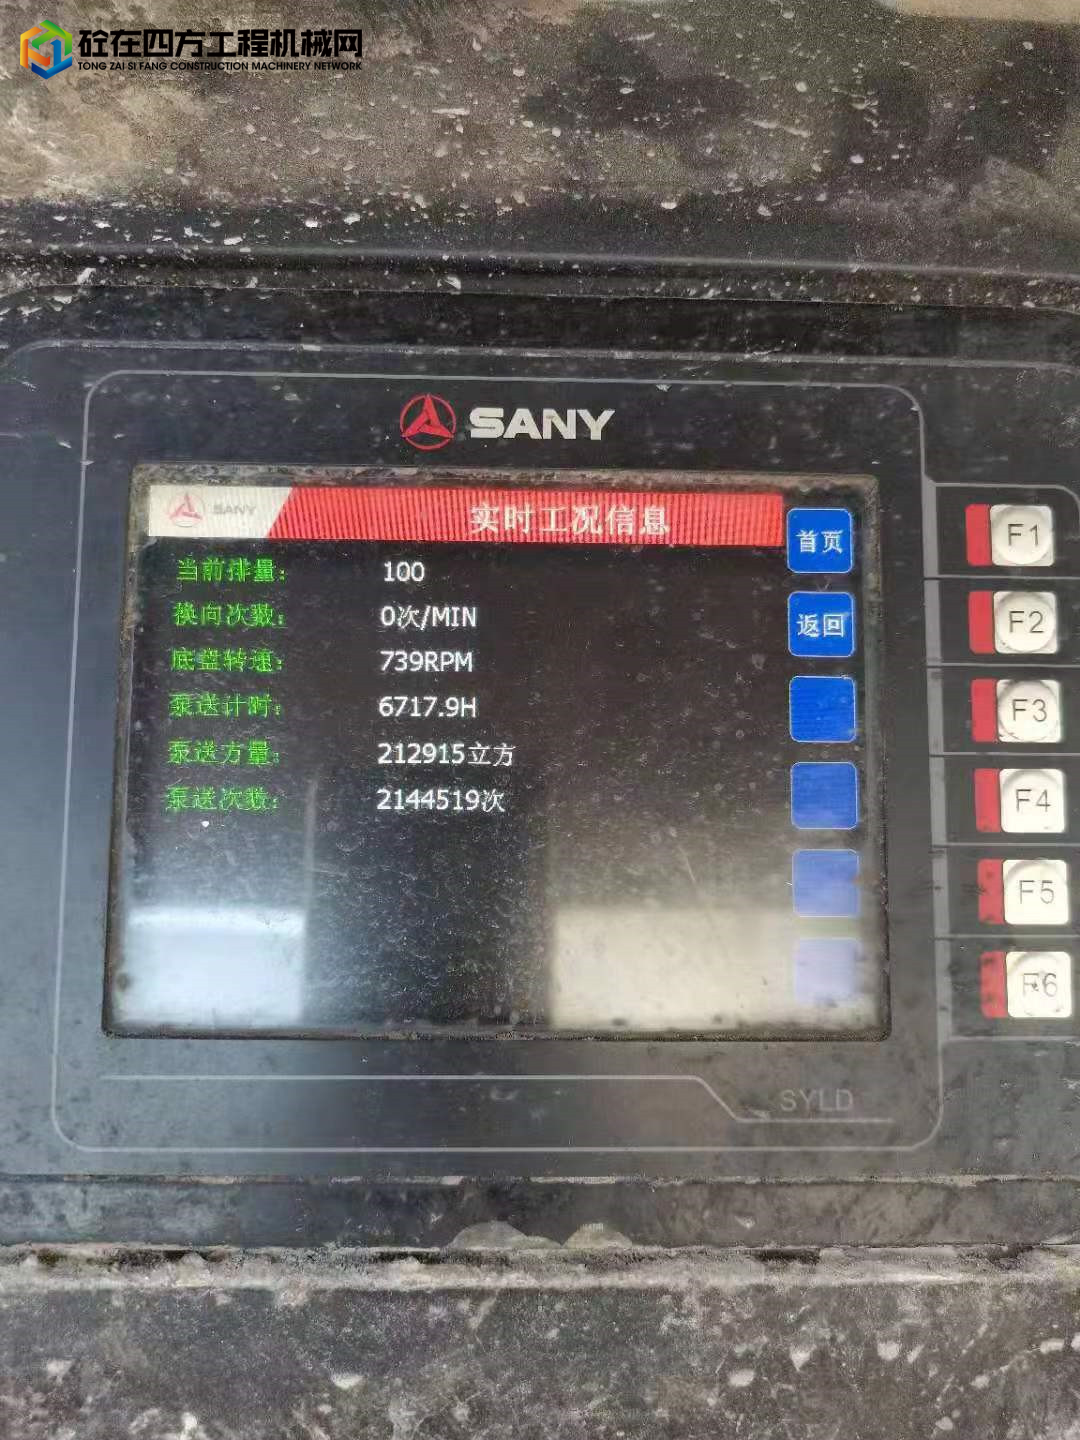 砼在四方工程机械网
TONG ZAI SI FANG CONSTRUCTION MACHINERY NETWORK
SANY
SANY
实时工况信息
首页
F1
当前排量: 100
换向次数: 0次/MIN
返回
F2
底盘转速: 739RPM
泵送计时: 6717.9H
F3
泵送方量: 212915立方
泵送次数: 2144519次
F4
F5
F6
SYLD